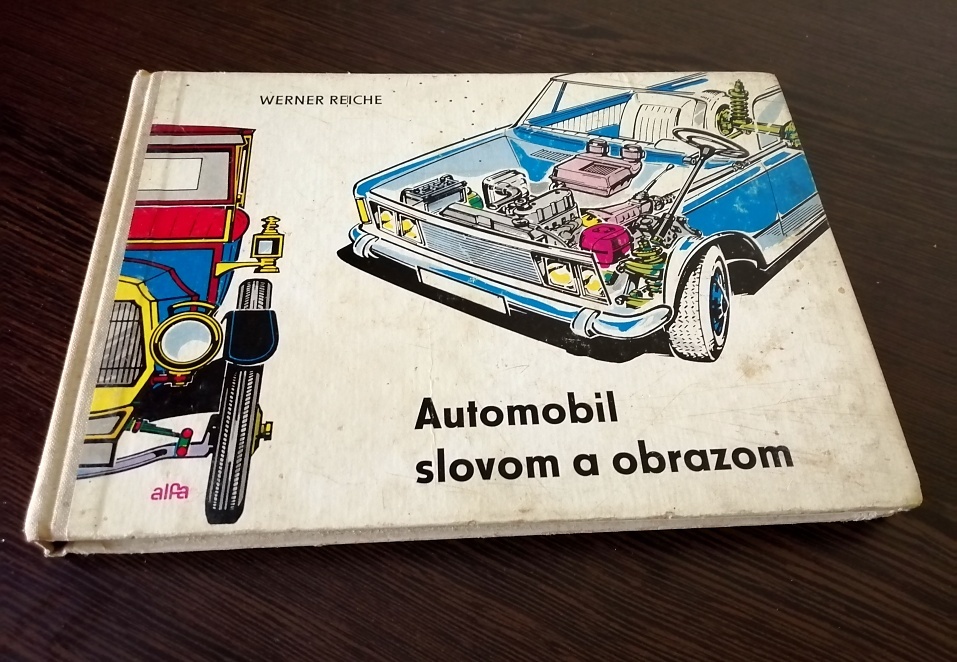 WERNER REICHE
Automobil
slovom a obrazom
alfa